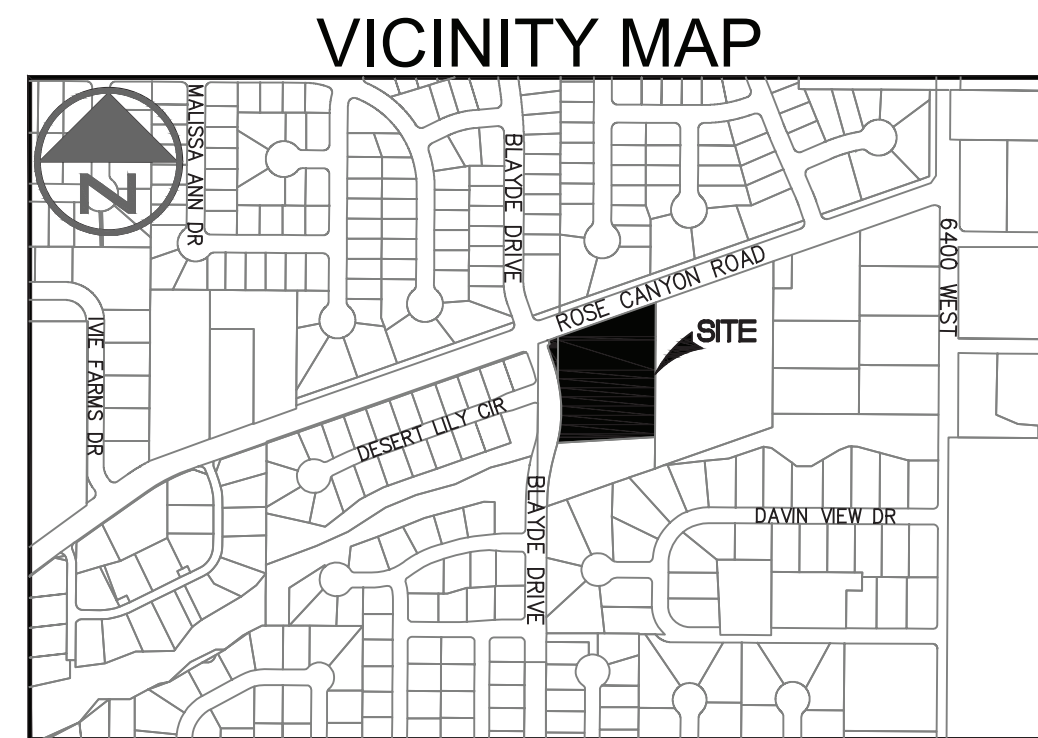 VICINITY MAP
N
MALISSA ANN DR
BLAYDE DRIVE
ROSE CANYON ROAD
6400 WEST
SITE
IVIE FARMS DR
DESERT LILY CIR
BLAYDE DRIVE
DAVIN VIEW DR